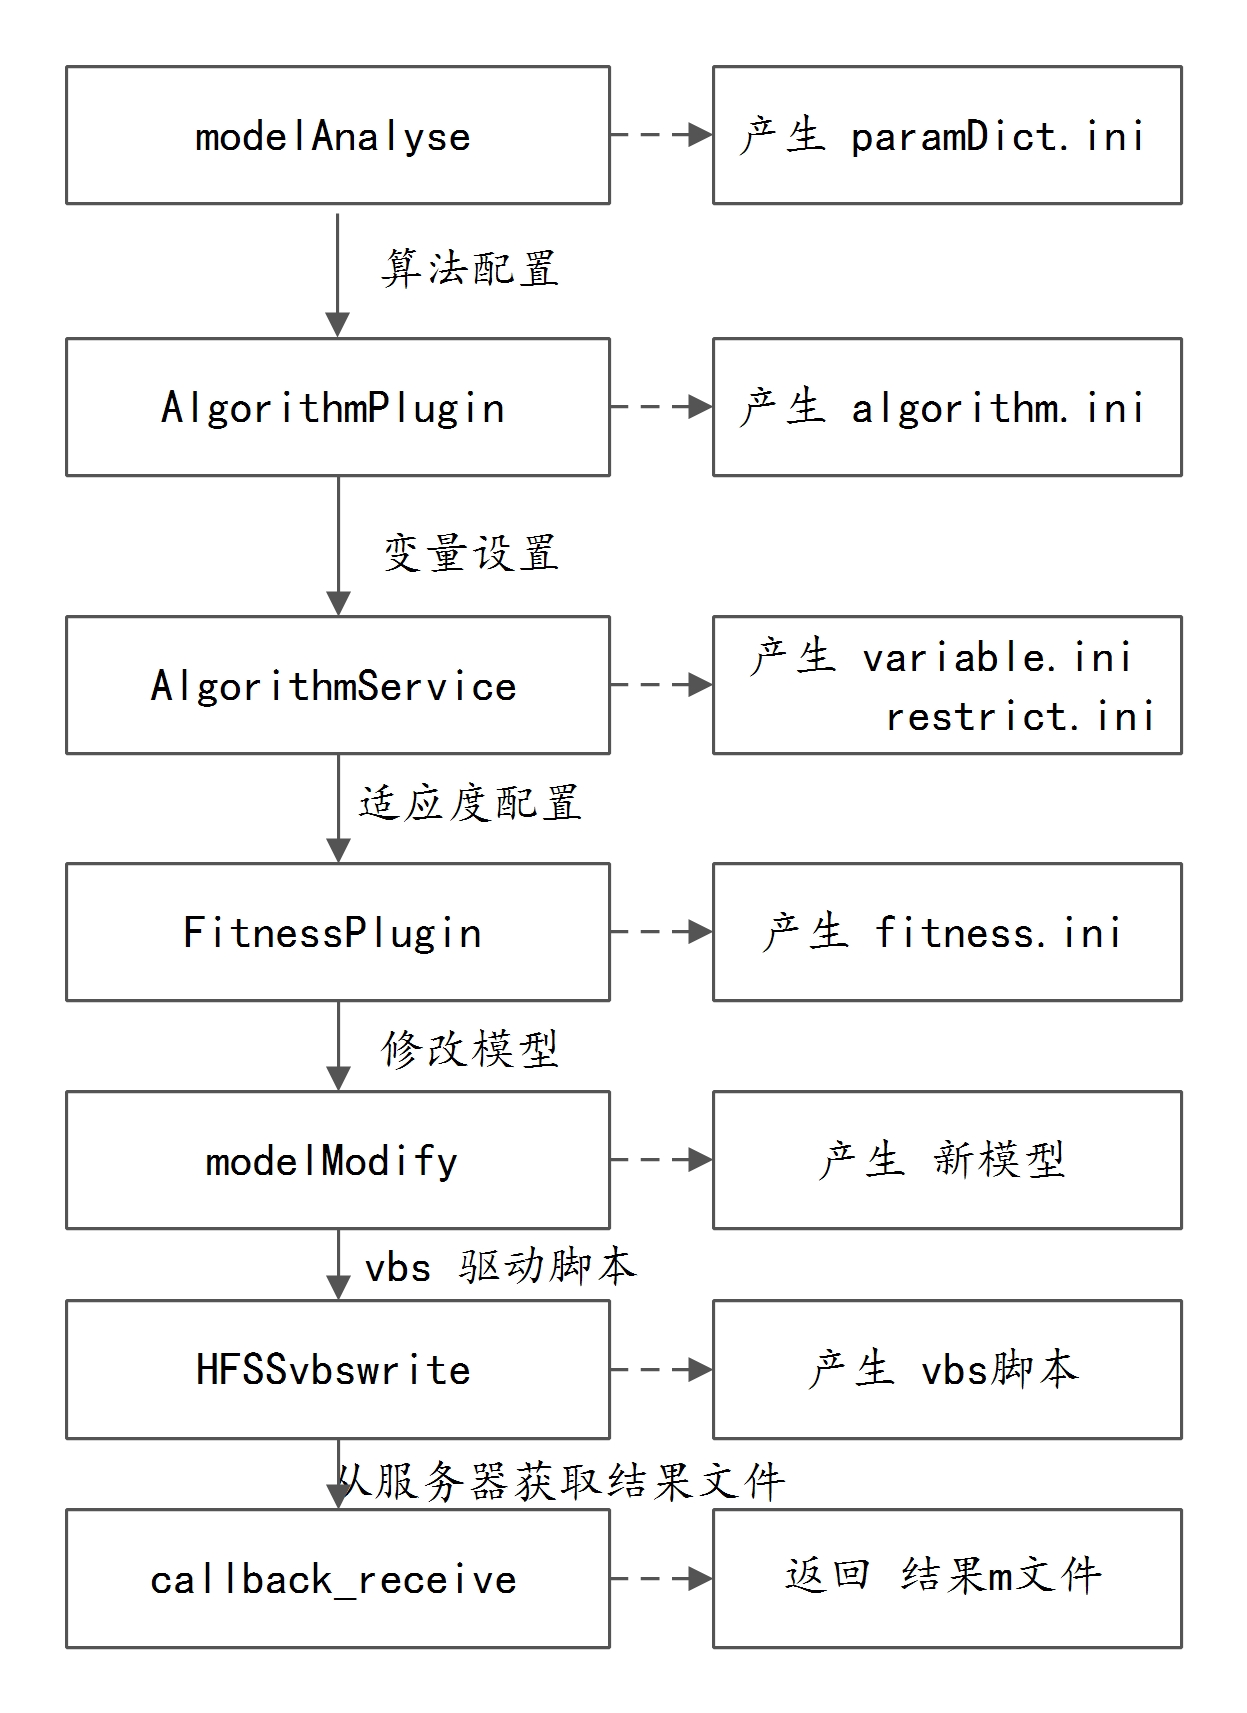 modelAnalyse
产生 paramDict.ini
算法配置
AlgorithmPlugin
产生 algorithm.ini
变量设置
AlgorithmService
产生 variable.ini
restrict.ini
适应度配置
FitnessPlugin
产生 fitness.ini
修改模型
modelModify
产生 新模型
vbs 驱动脚本
HFSSvbswrite
产生 vbs脚本
从服务器获取结果文件
callback_receive
返回 结果m文件